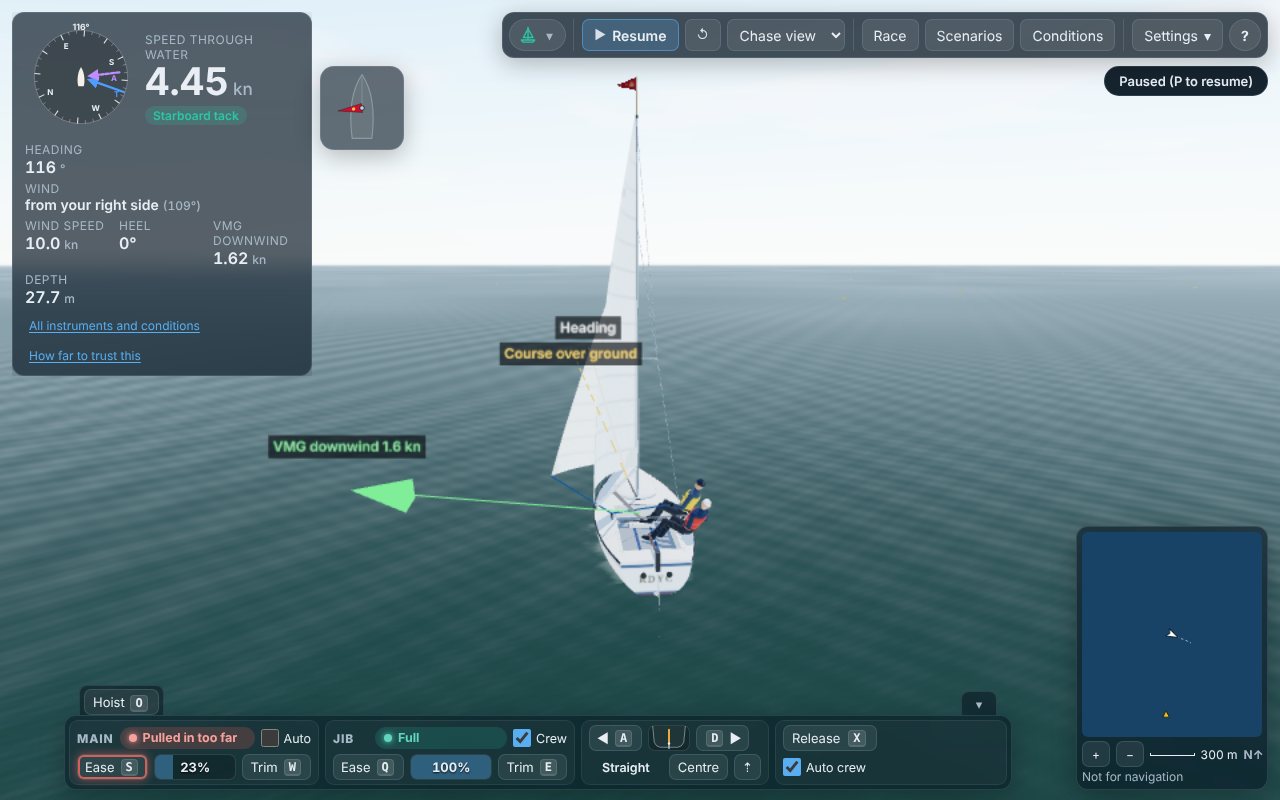 116°
E
S
A
T
N
W
SPEED THROUGH
WATER
4.45 kn
Starboard tack
HEADING
116 °
WIND
from your right side (109°)
WIND SPEED HEEL VMG DOWNWIND
10.0 kn 0° 1.62 kn
DEPTH
27.7 m
All instruments and conditions
How far to trust this
▼
▶ Resume
Chase view
Race
Scenarios
Conditions
Settings ▾
?
Paused (P to resume)
Heading
Course over ground
VMG downwind 1.6 kn
RDYC
Hoist O
▼
MAIN Pulled in too far Auto
Ease S 23% Trim W
JIB Full Crew
Ease Q 100% Trim E
◀ A D ▶
Straight Centre ↑
Release X
Auto crew
+ − 300 m N↑
Not for navigation